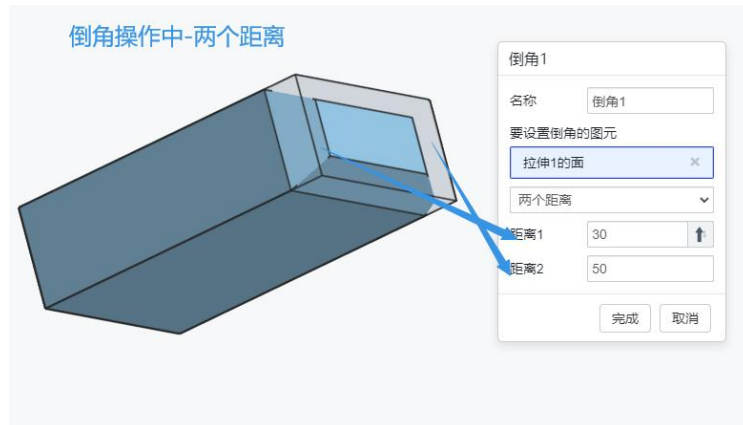 倒角操作中-两个距离
倒角1
名称 倒角1
要设置倒角的图元
拉伸1的面 ×
两个距离
距离1 30
距离2 50
完成 取消